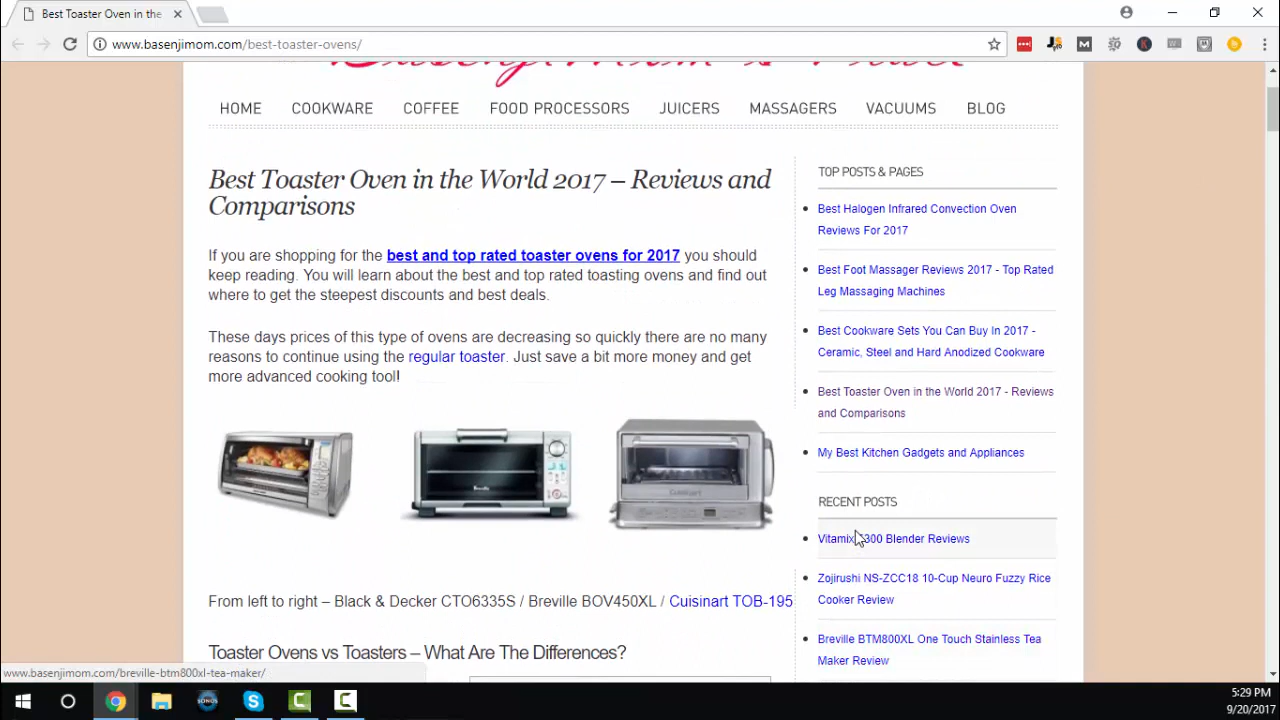 Best Toaster Oven in the
www.basenjimom.com/best-toaster-ovens/
HOME COOKWARE COFFEE FOOD PROCESSORS JUICERS MASSAGERS VACUUMS BLOG
Best Toaster Oven in the World 2017 – Reviews and
Comparisons
If you are shopping for the best and top rated toaster ovens for 2017 you should
keep reading. You will learn about the best and top rated toasting ovens and find out
where to get the steepest discounts and best deals.
These days prices of this type of ovens are decreasing so quickly there are no many
reasons to continue using the regular toaster. Just save a bit more money and get
more advanced cooking tool!
Breville
Cuisinart
From left to right – Black & Decker CTO6335S / Breville BOV450XL / Cuisinart TOB-195
Toaster Ovens vs Toasters – What Are The Differences?
TOP POSTS & PAGES
Best Halogen Infrared Convection Oven
Reviews For 2017
Best Foot Massager Reviews 2017 - Top Rated
Leg Massaging Machines
Best Cookware Sets You Can Buy In 2017 -
Ceramic, Steel and Hard Anodized Cookware
Best Toaster Oven in the World 2017 - Reviews
and Comparisons
My Best Kitchen Gadgets and Appliances
RECENT POSTS
Vitamix 300 Blender Reviews
Zojirushi NS-ZCC18 10-Cup Neuro Fuzzy Rice
Cooker Review
Breville BTM800XL One Touch Stainless Tea
Maker Review
www.basenjimom.com/breville-btm800xl-tea-maker/
SONOS
5:29 PM
9/20/2017